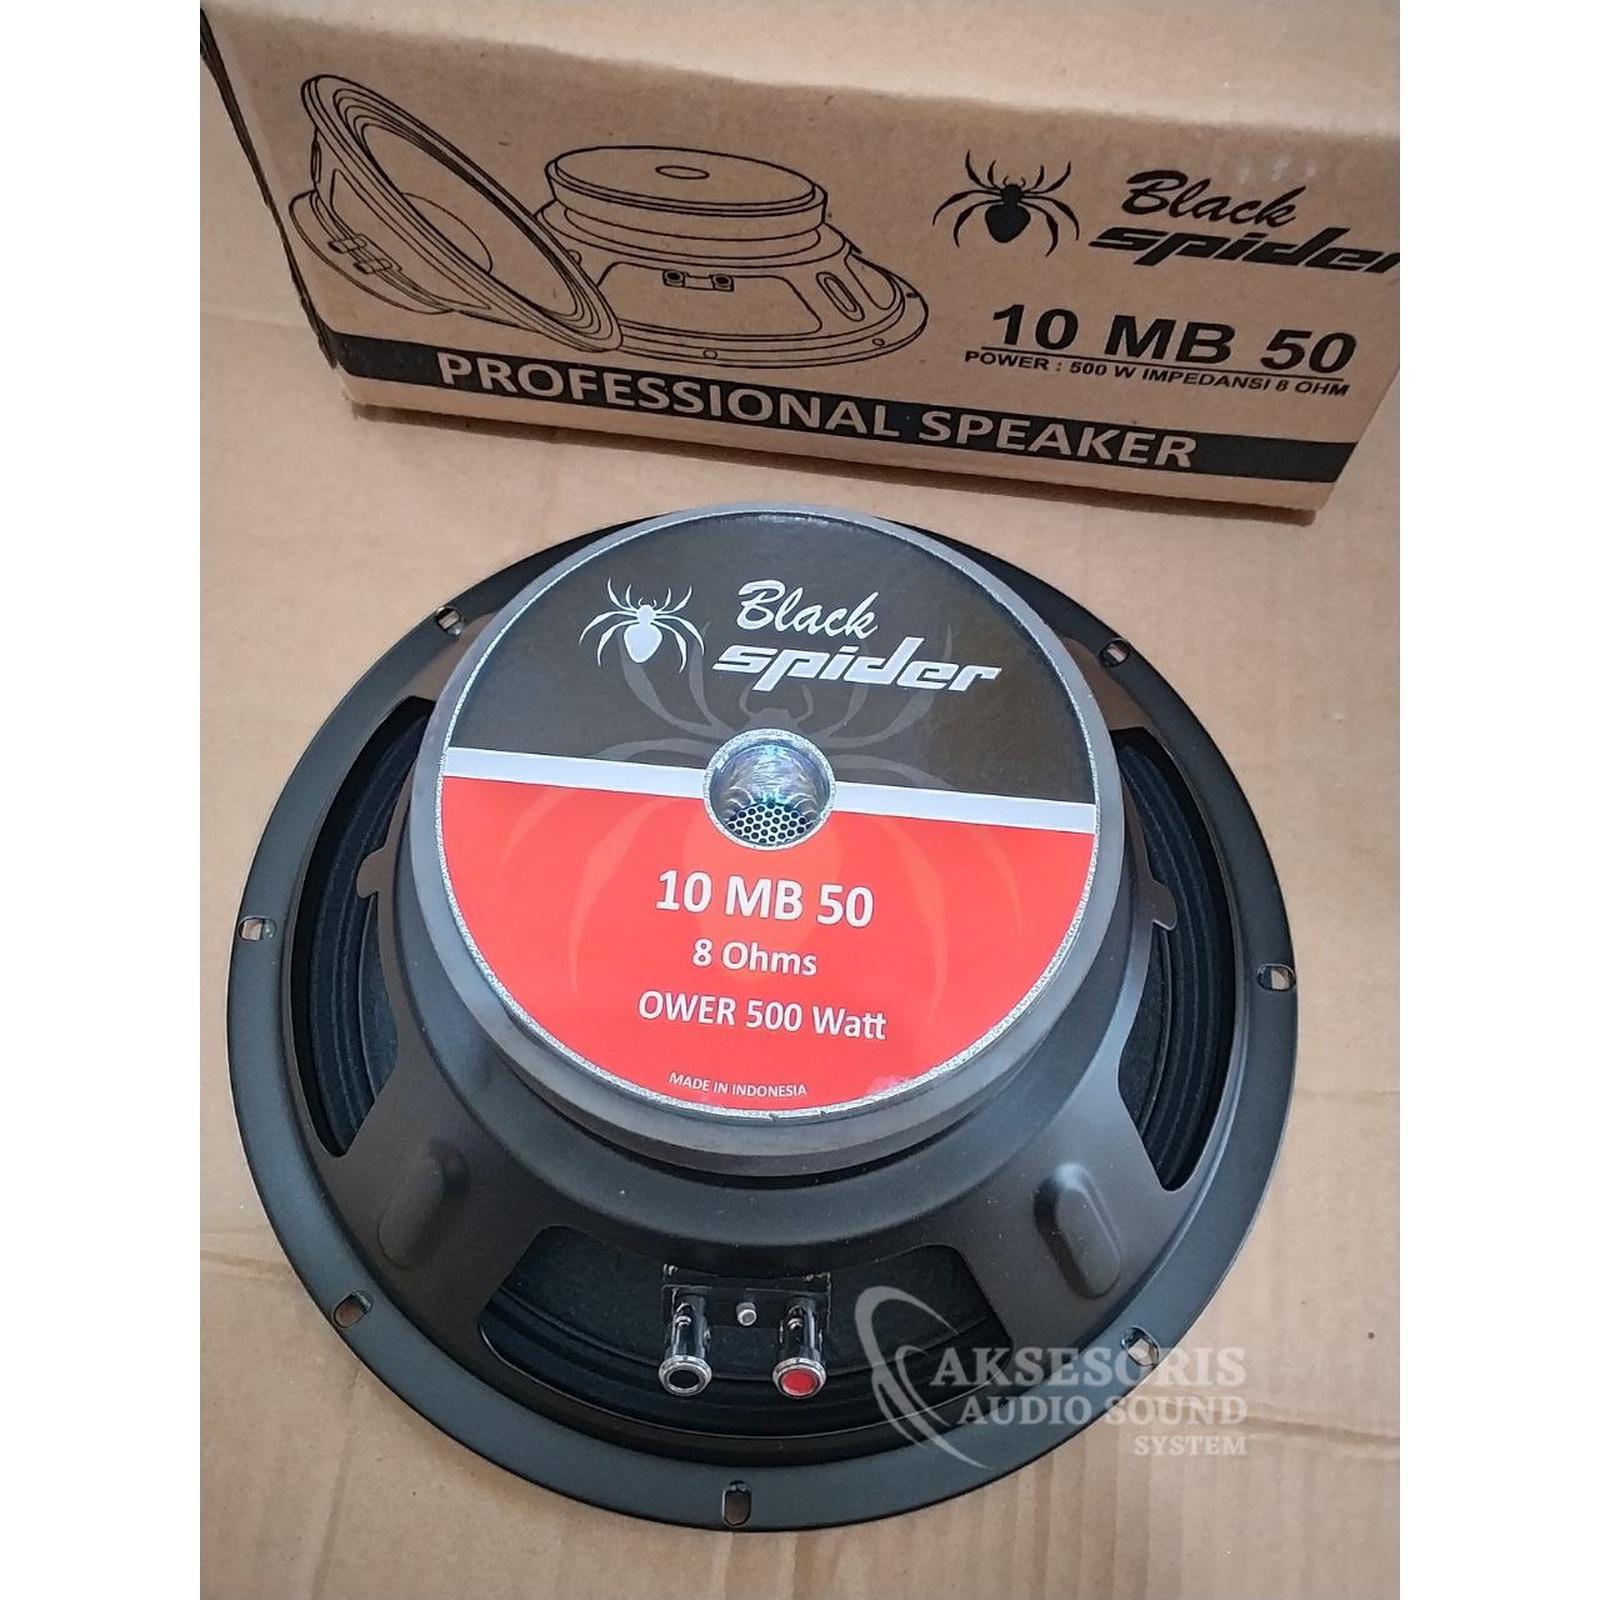 Black
spider
10 MB 50
POWER : 500 W IMPEDANSI 8 OHM
PROFESSIONAL SPEAKER
Black
spider
10 MB 50
8 Ohms
OWER 500 Watt
MADE IN INDONESIA
AKSESORIS
AUDIO SOUND
SYSTEM